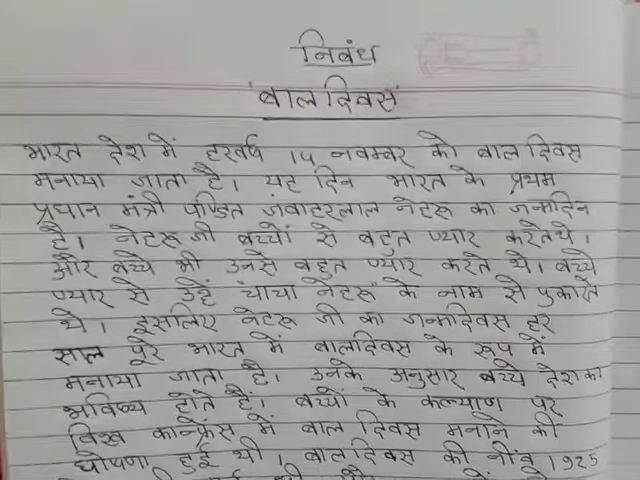 निबंध
"बाल दिवस"
भारत देश में हरवर्ष 14 नवम्बर को बाल दिवस
मनाया जाता है। यह दिन भारत के प्रथम
प्रधान मंत्री पण्डित जवाहरलाल नेहरू का जन्मदिन
है। नेहरू जी बच्चों से बहुत प्यार करतेथे।
और बच्चे भी उनसे बहुत प्यार करते थे। बच्चे
प्यार से उन्हें "चाचा नेहरू" के नाम से पुकारते
थे। इसलिए नेहरू जी का जन्मदिवस हर
साल पूरे भारत में बालदिवस के रूप में
मनाया जाता है। उनके अनुसार बच्चे देश का
भविष्य होते हैं। बच्चों के कल्याण पर
विश्व कान्फ्रेंस में बाल दिवस मनाने की
घोषणा हुई थी। बाल दिवस की नींव 1925